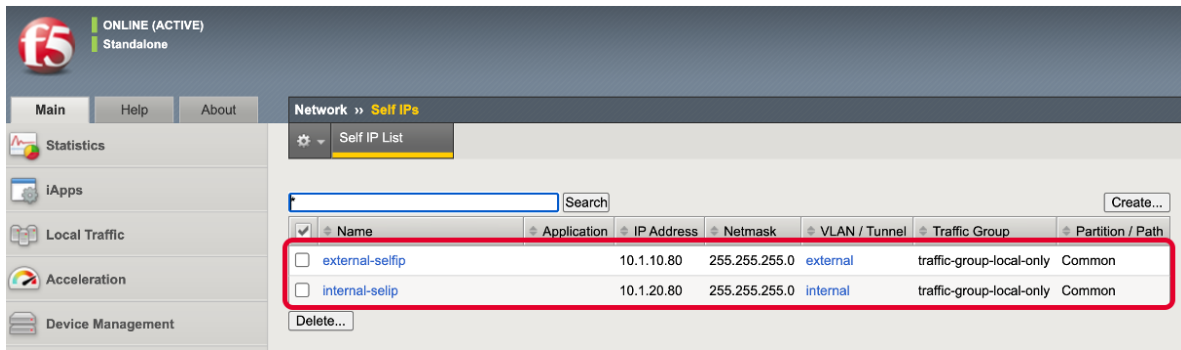 f5
ONLINE (ACTIVE)
Standalone
Main Help About
Network ›› Self IPs
Statistics
Self IP List
iApps
* Search Create...
Local Traffic
Name Application IP Address Netmask VLAN / Tunnel Traffic Group Partition / Path
external-selfip 10.1.10.80 255.255.255.0 external traffic-group-local-only Common
Acceleration
internal-selip 10.1.20.80 255.255.255.0 internal traffic-group-local-only Common
Device Management
Delete...